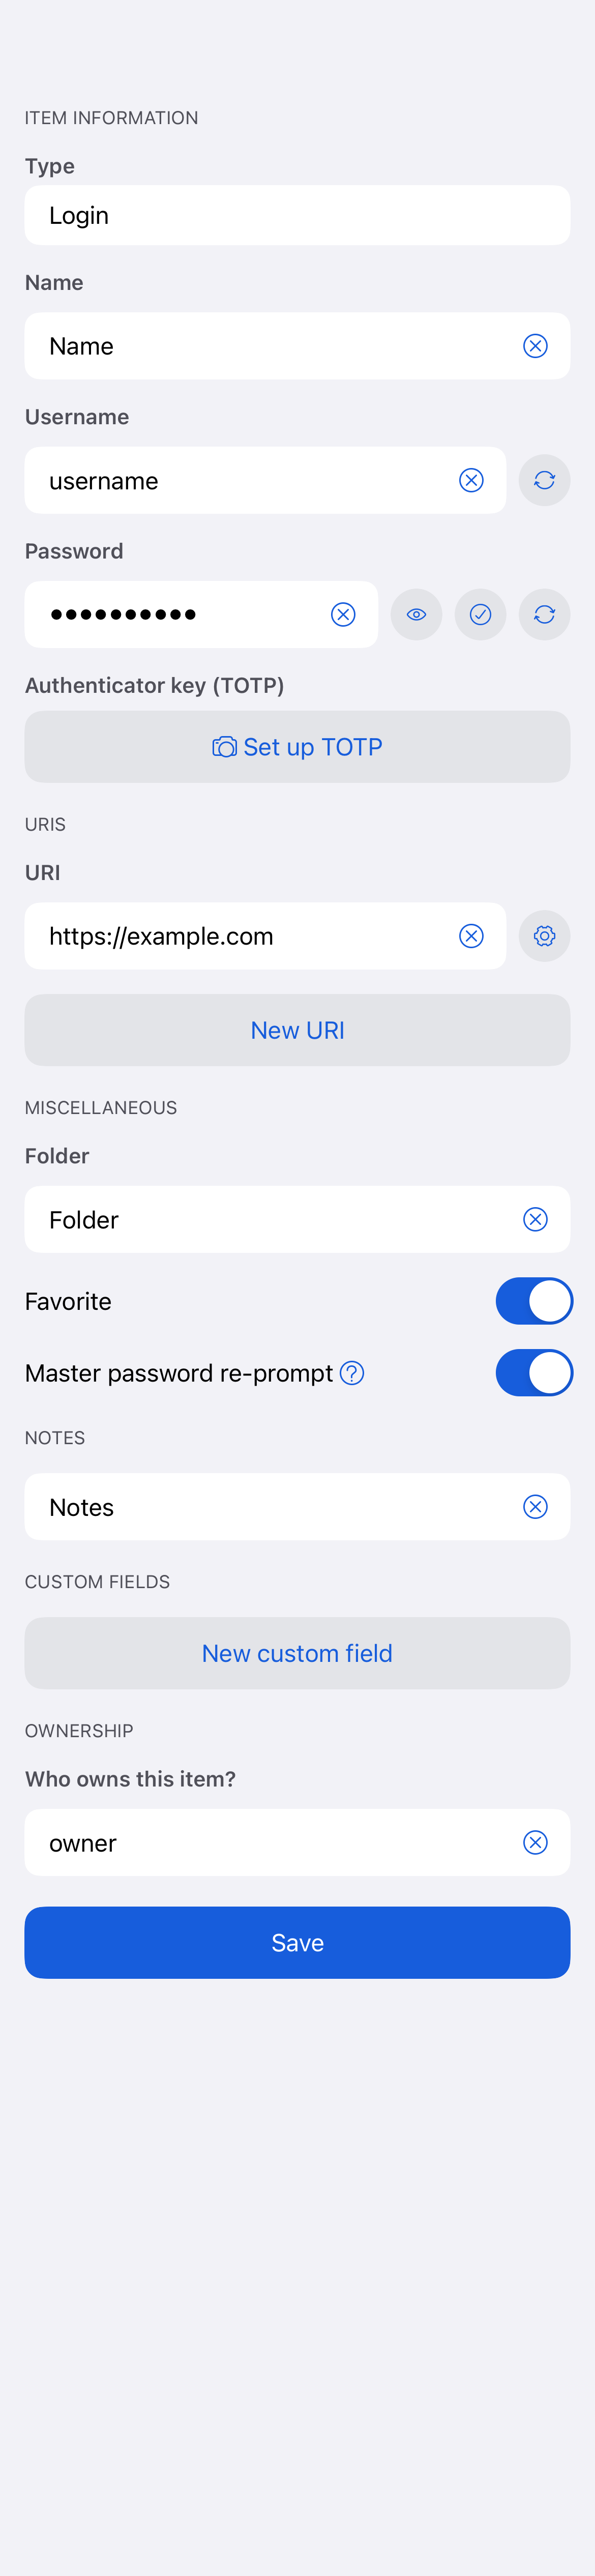 ITEM INFORMATION
Type
Login
Name
Name
Username
username
Password
••••••••••
Authenticator key (TOTP)
Set up TOTP
URIS
URI
https://example.com
New URI
MISCELLANEOUS
Folder
Folder
Favorite
Master password re-prompt
NOTES
Notes
CUSTOM FIELDS
New custom field
OWNERSHIP
Who owns this item?
owner
Save